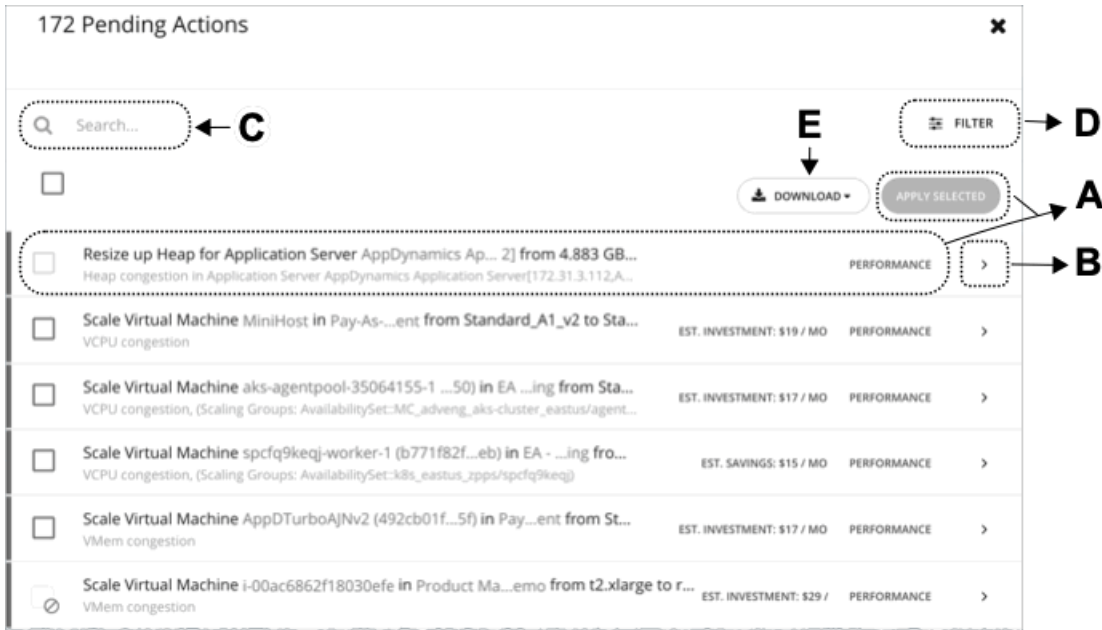 172 Pending Actions
Search...
C
E
FILTER
D
DOWNLOAD
APPLY SELECTED
A
Resize up Heap for Application Server AppDynamics Ap... 2] from 4.883 GB...
Heap congestion in Application Server AppDynamics Application Server[172.31.3.112,A...
PERFORMANCE
B
Scale Virtual Machine MiniHost in Pay-As-...ent from Standard_A1_v2 to Sta...
VCPU congestion
EST. INVESTMENT: $19 / MO PERFORMANCE
Scale Virtual Machine aks-agentpool-35064155-1 ...50) in EA ...ing from Sta...
VCPU congestion, (Scaling Groups: AvailabilitySet::MC_adveng_aks-cluster_eastus/agent...
EST. INVESTMENT: $17 / MO PERFORMANCE
Scale Virtual Machine spcfq9keqj-worker-1 (b771f82f...eb) in EA - ...ing fro...
VCPU congestion, (Scaling Groups: AvailabilitySet::k8s_eastus_zpps/spcfq9keqj)
EST. SAVINGS: $15 / MO PERFORMANCE
Scale Virtual Machine AppDTurboAJNv2 (492cb01f...5f) in Pay...ent from St...
VMem congestion
EST. INVESTMENT: $17 / MO PERFORMANCE
Scale Virtual Machine i-00ac6862f18030efe in Product Ma...emo from t2.xlarge to r...
VMem congestion
EST. INVESTMENT: $29 / PERFORMANCE